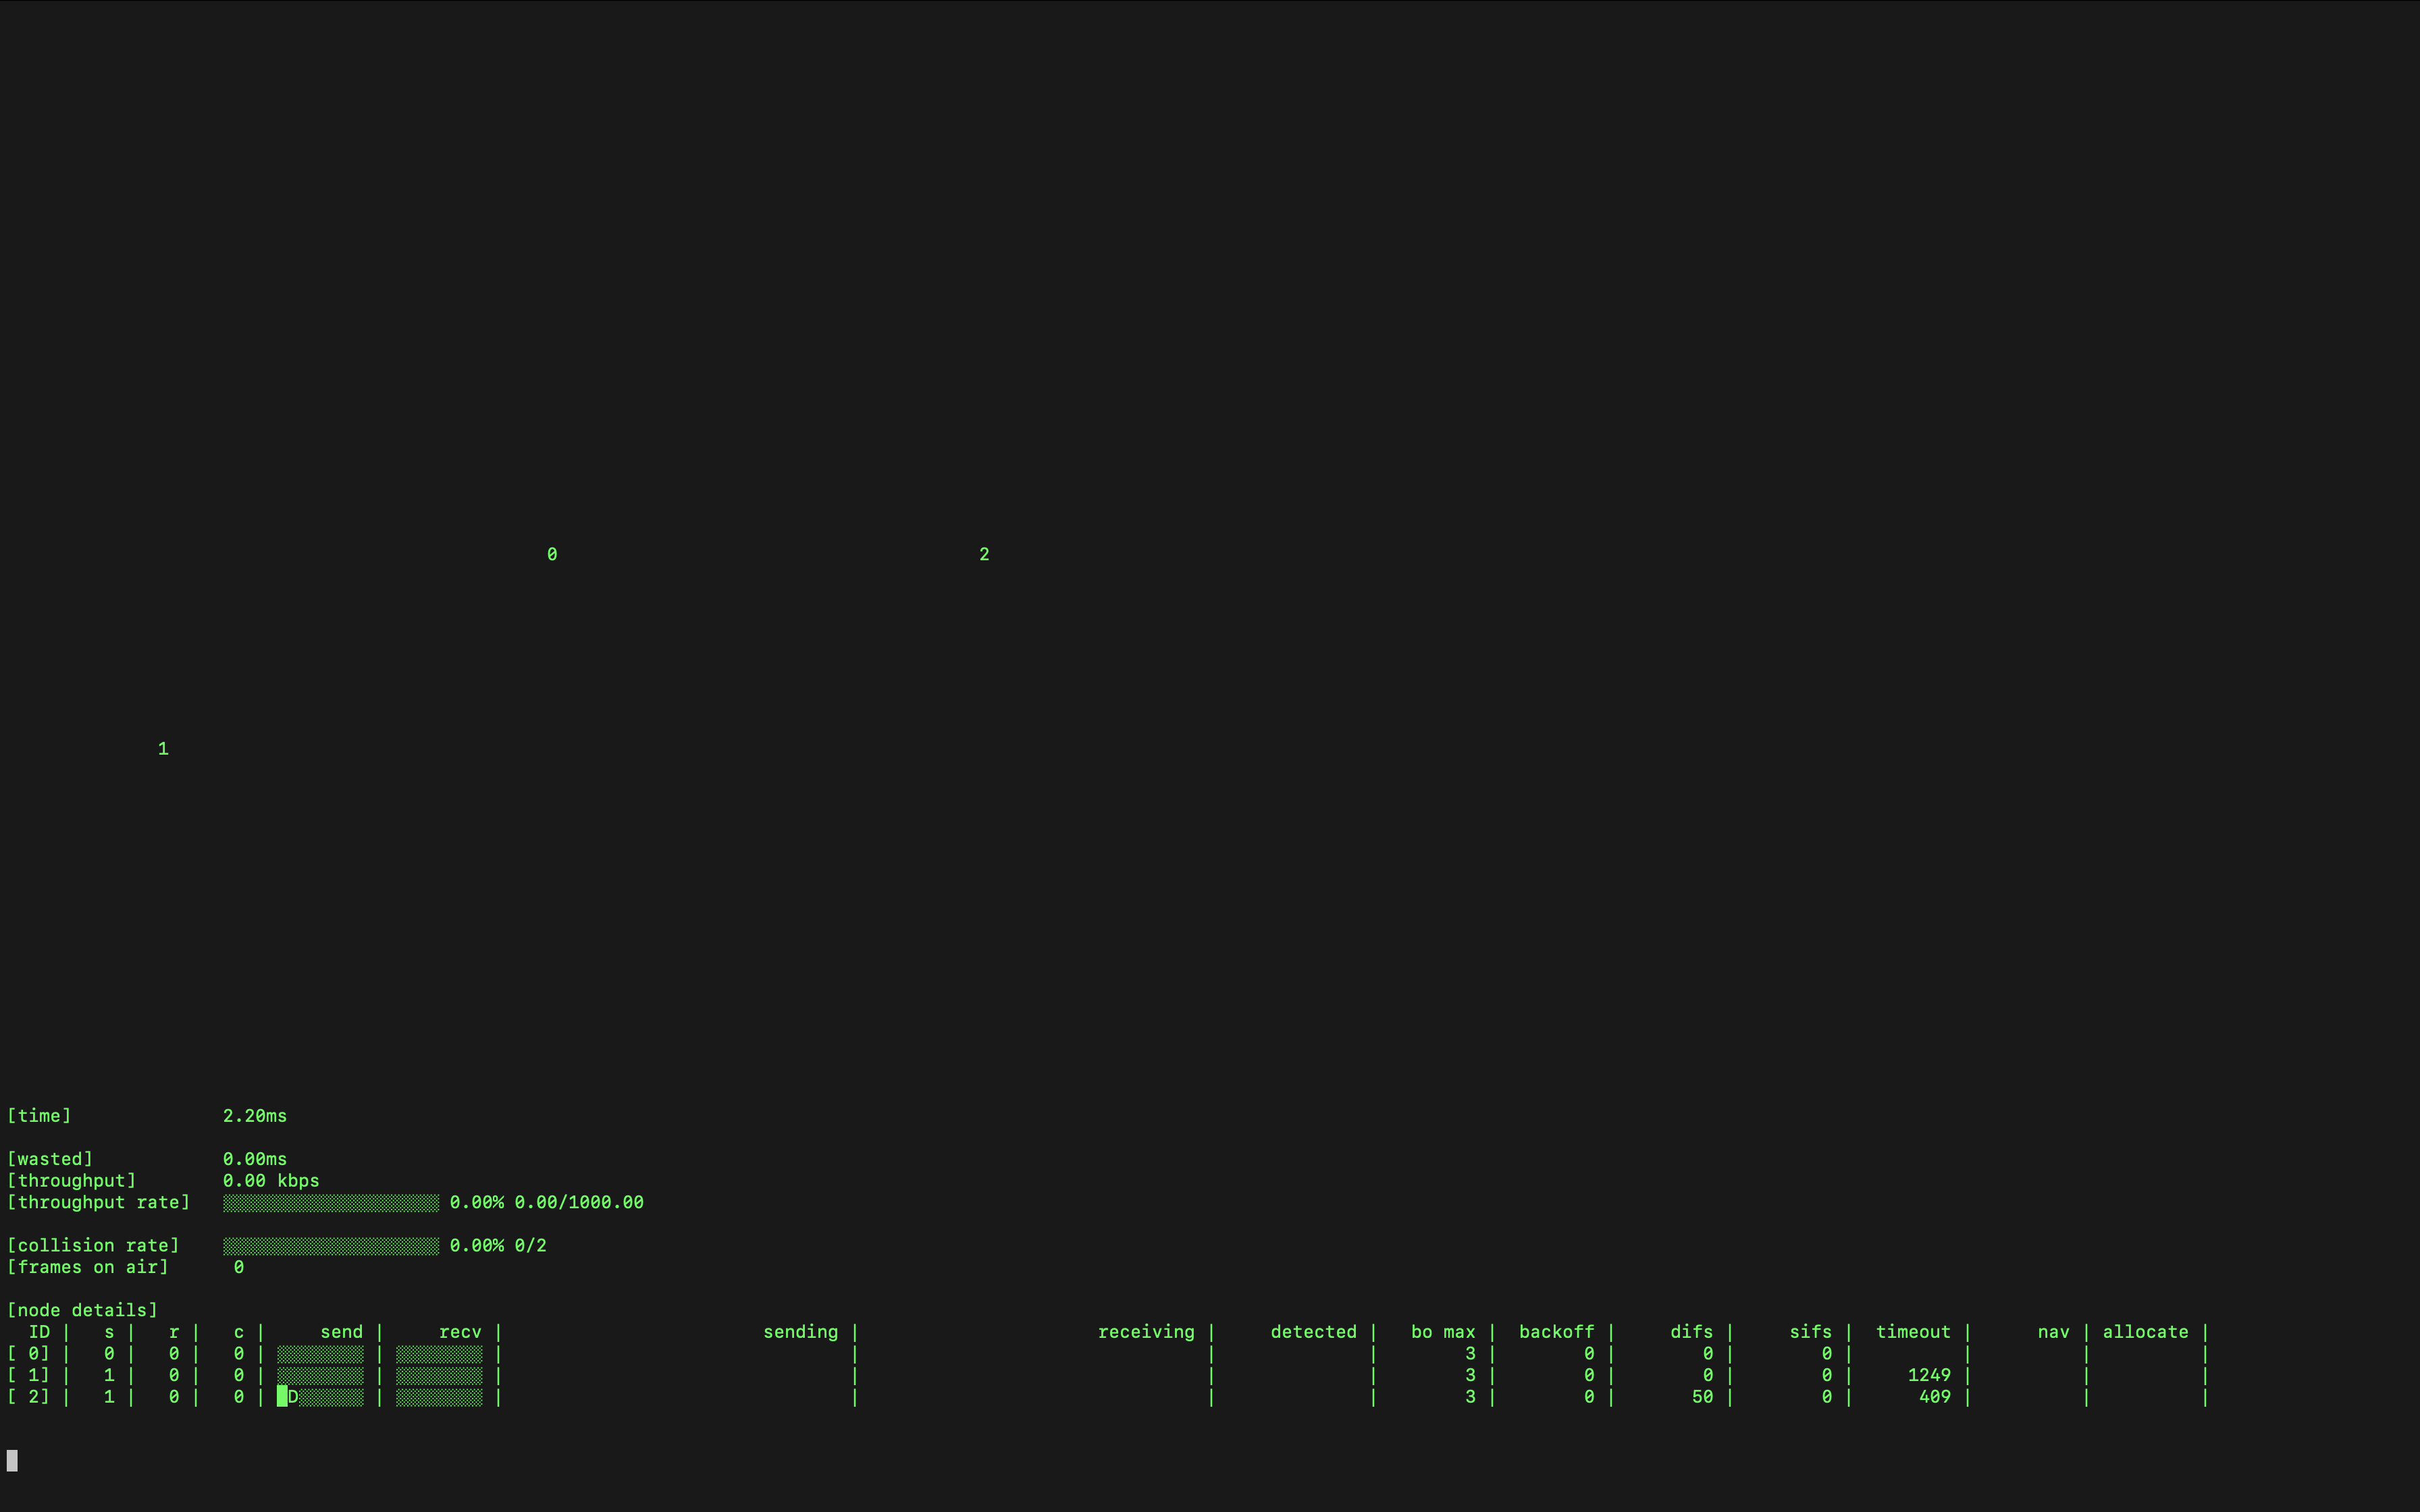 0 2
1
[time] 2.20ms
[wasted] 0.00ms
[throughput] 0.00 kbps
[throughput rate] ░░░░░░░░░░░░░░░░░░░░ 0.00% 0.00/1000.00
[collision rate] ░░░░░░░░░░░░░░░░░░░░ 0.00% 0/2
[frames on air] 0
[node details]
ID | s | r | c | send | recv | sending | receiving | detected | bo max | backoff | difs | sifs | timeout | nav | allocate |
[ 0] | 0 | 0 | 0 | ░░░░░░░░ | ░░░░░░░░ | | | | 3 | 0 | 0 | 0 | | | |
[ 1] | 1 | 0 | 0 | ░░░░░░░░ | ░░░░░░░░ | | | | 3 | 0 | 0 | 0 | 1249 | | |
[ 2] | 1 | 0 | 0 | █D░░░░░░ | ░░░░░░░░ | | | | 3 | 0 | 50 | 0 | 409 | | |